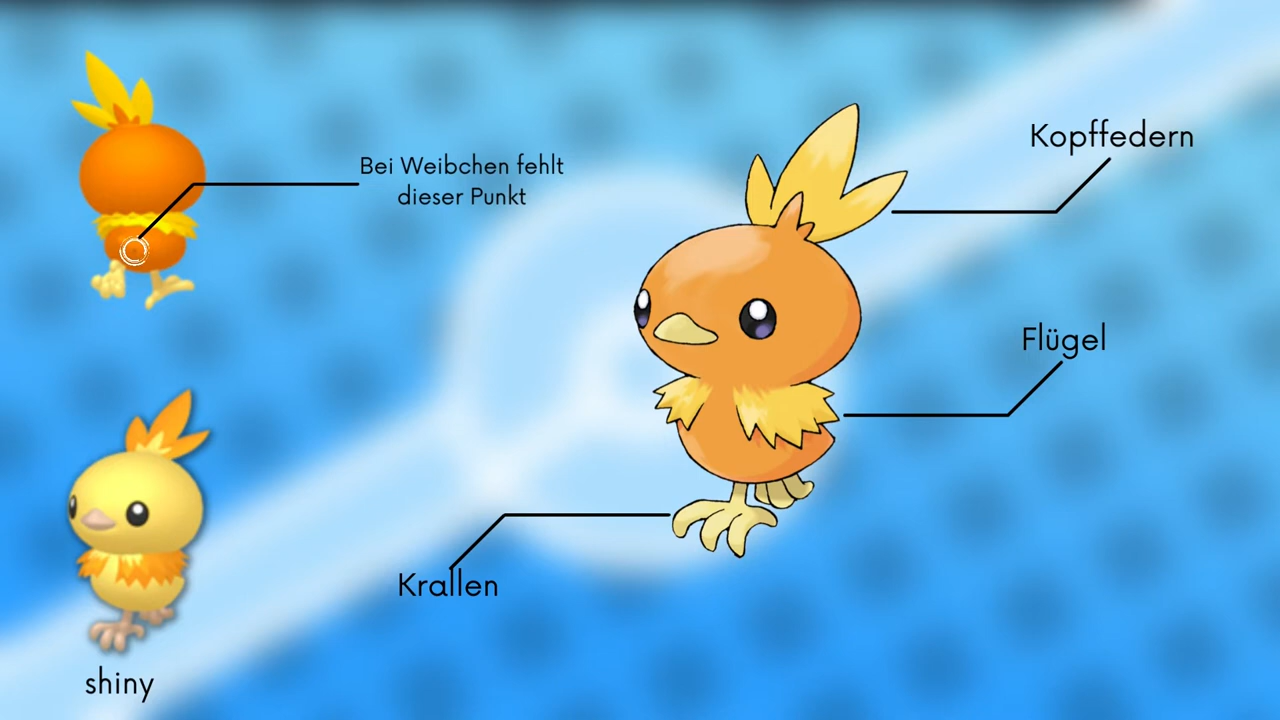 Kopffedern
Bei Weibchen fehlt
dieser Punkt
Flügel
Krallen
shiny